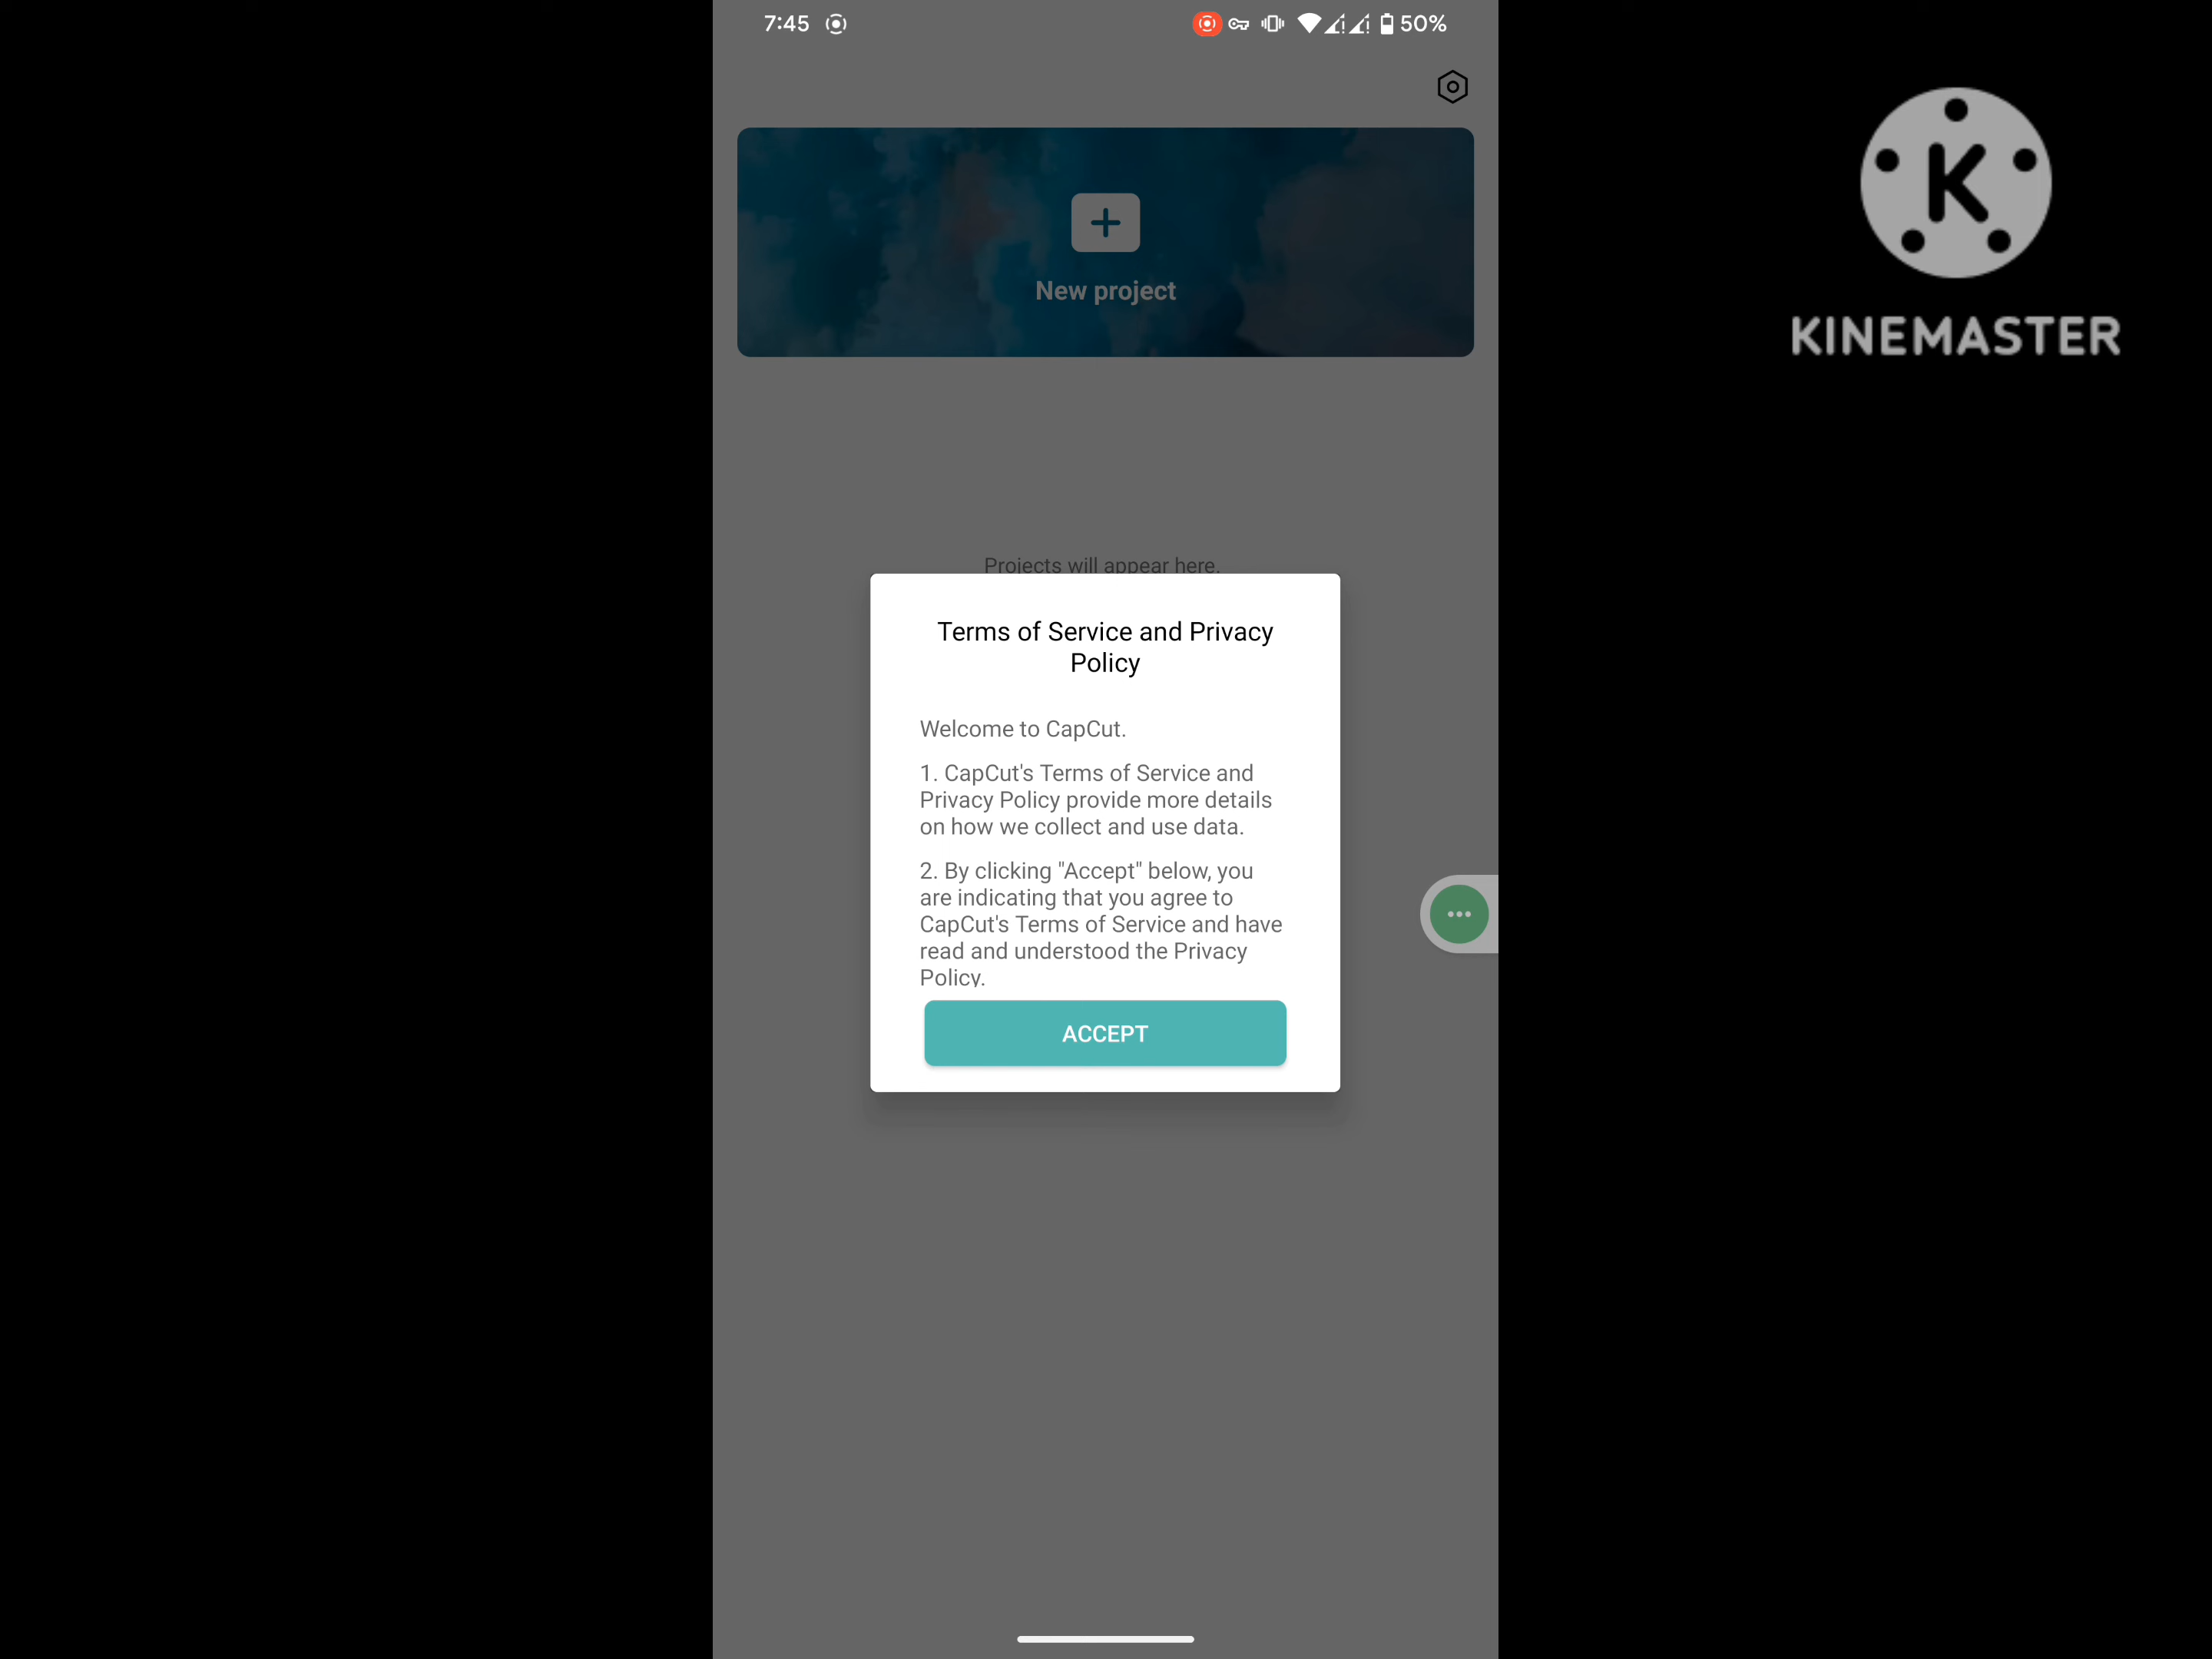 7:45
50%
K
KINEMASTER
New project
Projects will appear here.
Terms of Service and Privacy
Policy
Welcome to CapCut.
1. CapCut's Terms of Service and
Privacy Policy provide more details
on how we collect and use data.
2. By clicking "Accept" below, you
are indicating that you agree to
CapCut's Terms of Service and have
read and understood the Privacy
Policy.
ACCEPT